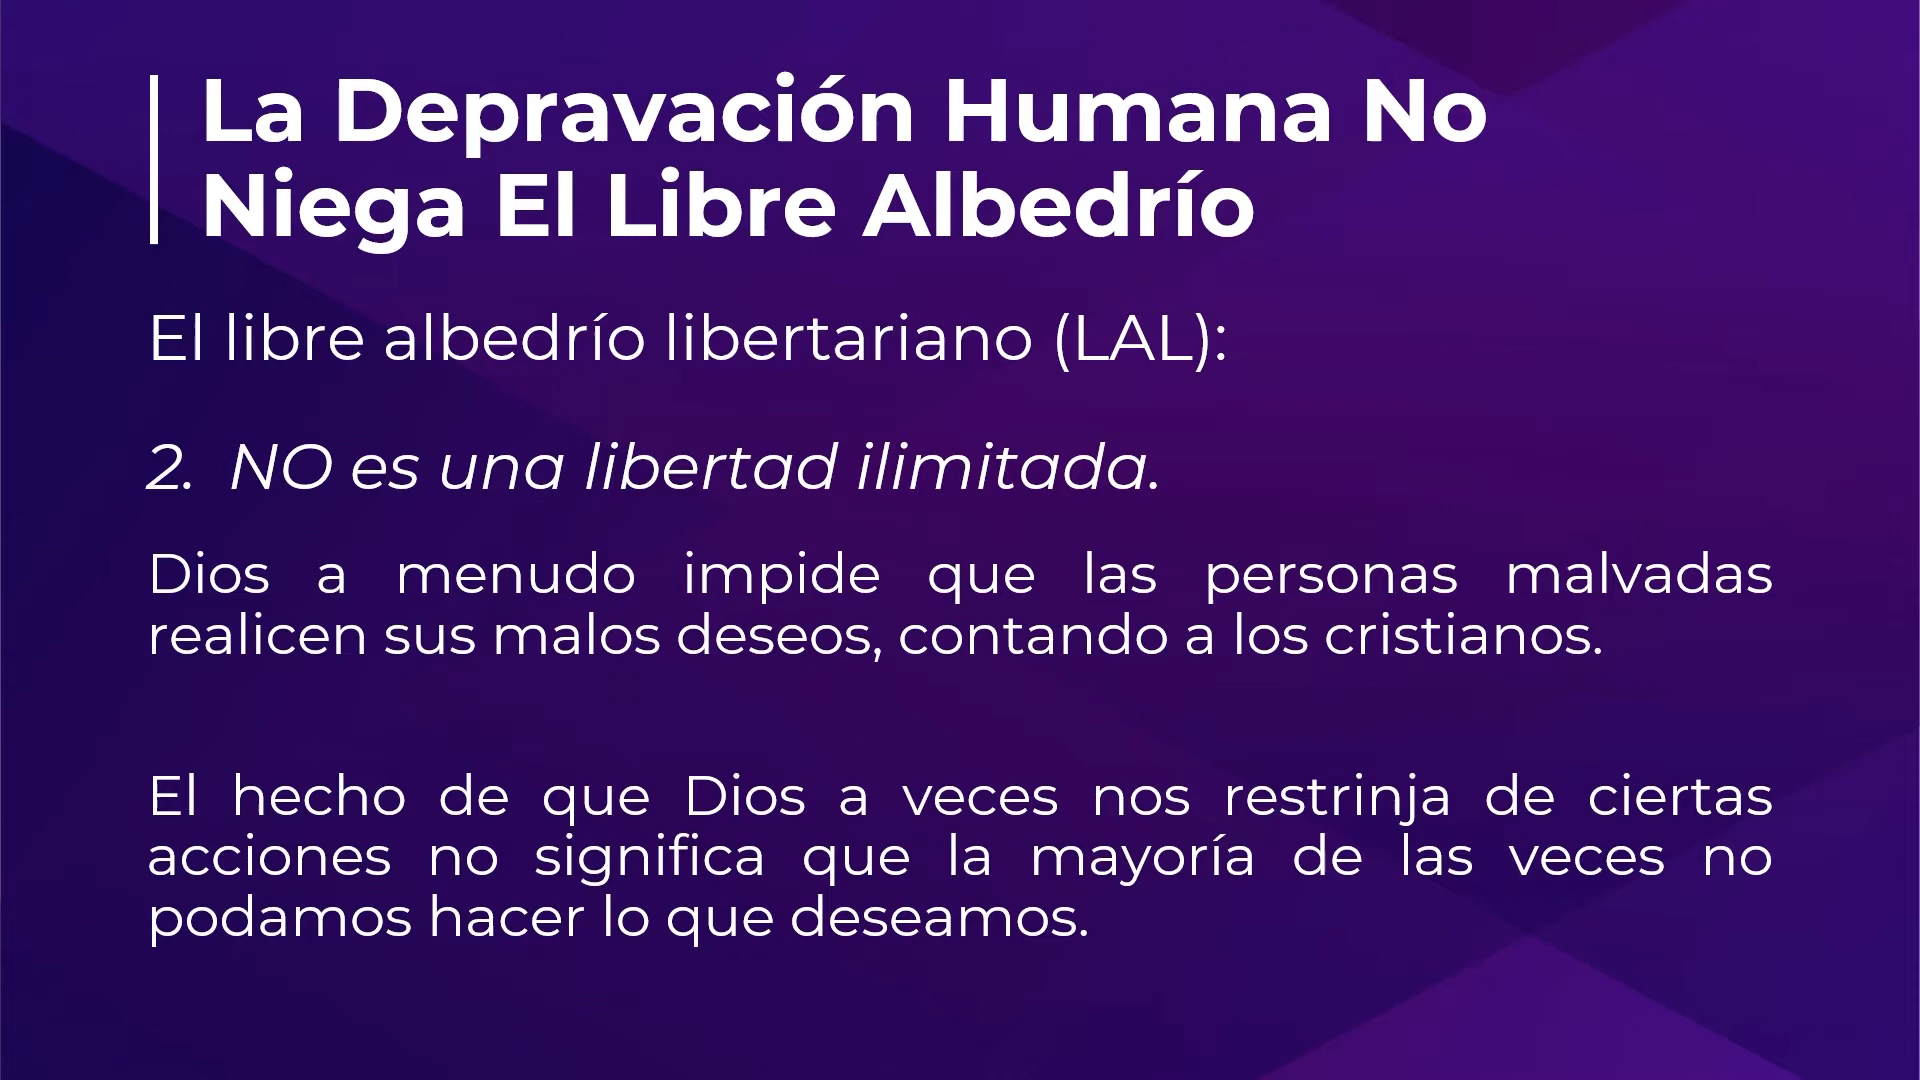 La Depravación Humana No
Niega El Libre Albedrío
El libre albedrío libertariano (LAL):
2. NO es una libertad ilimitada.
Dios a menudo impide que las personas malvadas
realicen sus malos deseos, contando a los cristianos.
El hecho de que Dios a veces nos restrinja de ciertas
acciones no significa que la mayoría de las veces no
podamos hacer lo que deseamos.